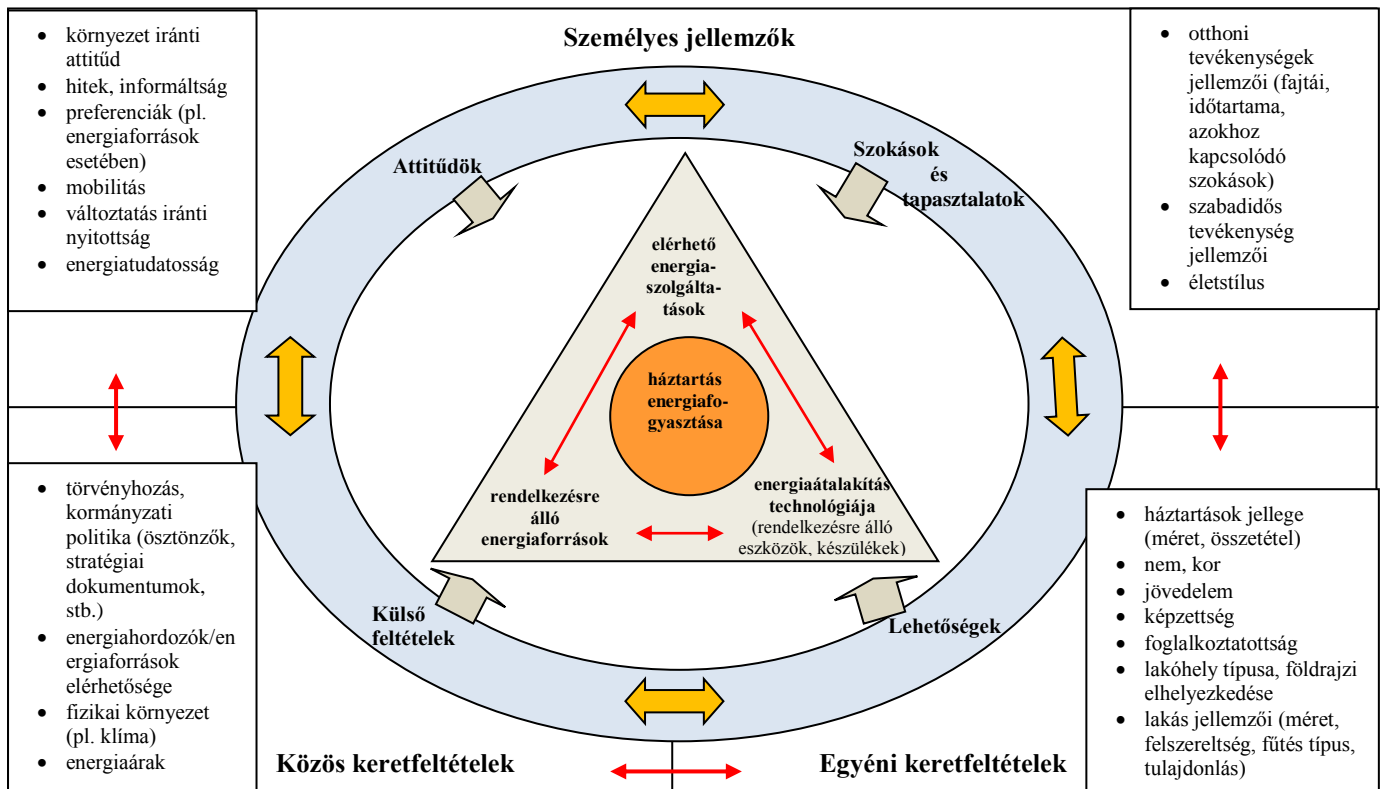 Személyes jellemzők
• környezet iránti
attitűd
• hitek, informáltság
• preferenciák (pl.
energiaforrások
esetében)
• mobilitás
• változtatás iránti
nyitottság
• energiatudatosság
• otthoni
tevékenységek
jellemzői (fajtái,
időtartama,
azokhoz
kapcsolódó
szokások)
• szabadidős
tevékenység
jellemzői
• életstílus
Attitűdök
Szokások
és
tapasztalatok
elérhető
energia-
szolgálta-
tások
háztartás
energiafo-
gyasztása
rendelkezésre
álló
energiaforrások
energiaátalakítás
technológiája
(rendelkezésre álló
eszközök, készülékek)
Külső
feltételek
Lehetőségek
• törvényhozás,
kormányzati
politika (ösztönzők,
stratégiai
dokumentumok,
stb.)
• energiahordozók/en
ergiaforrások
elérhetősége
• fizikai környezet
(pl. klíma)
• energiaárak
• háztartások jellege
(méret, összetétel)
• nem, kor
• jövedelem
• képzettség
• foglalkoztatottság
• lakóhely típusa, földrajzi
elhelyezkedése
• lakás jellemzői (méret,
felszereltség, fűtés típus,
tulajdonlás)
Közös keretfeltételek
Egyéni keretfeltételek